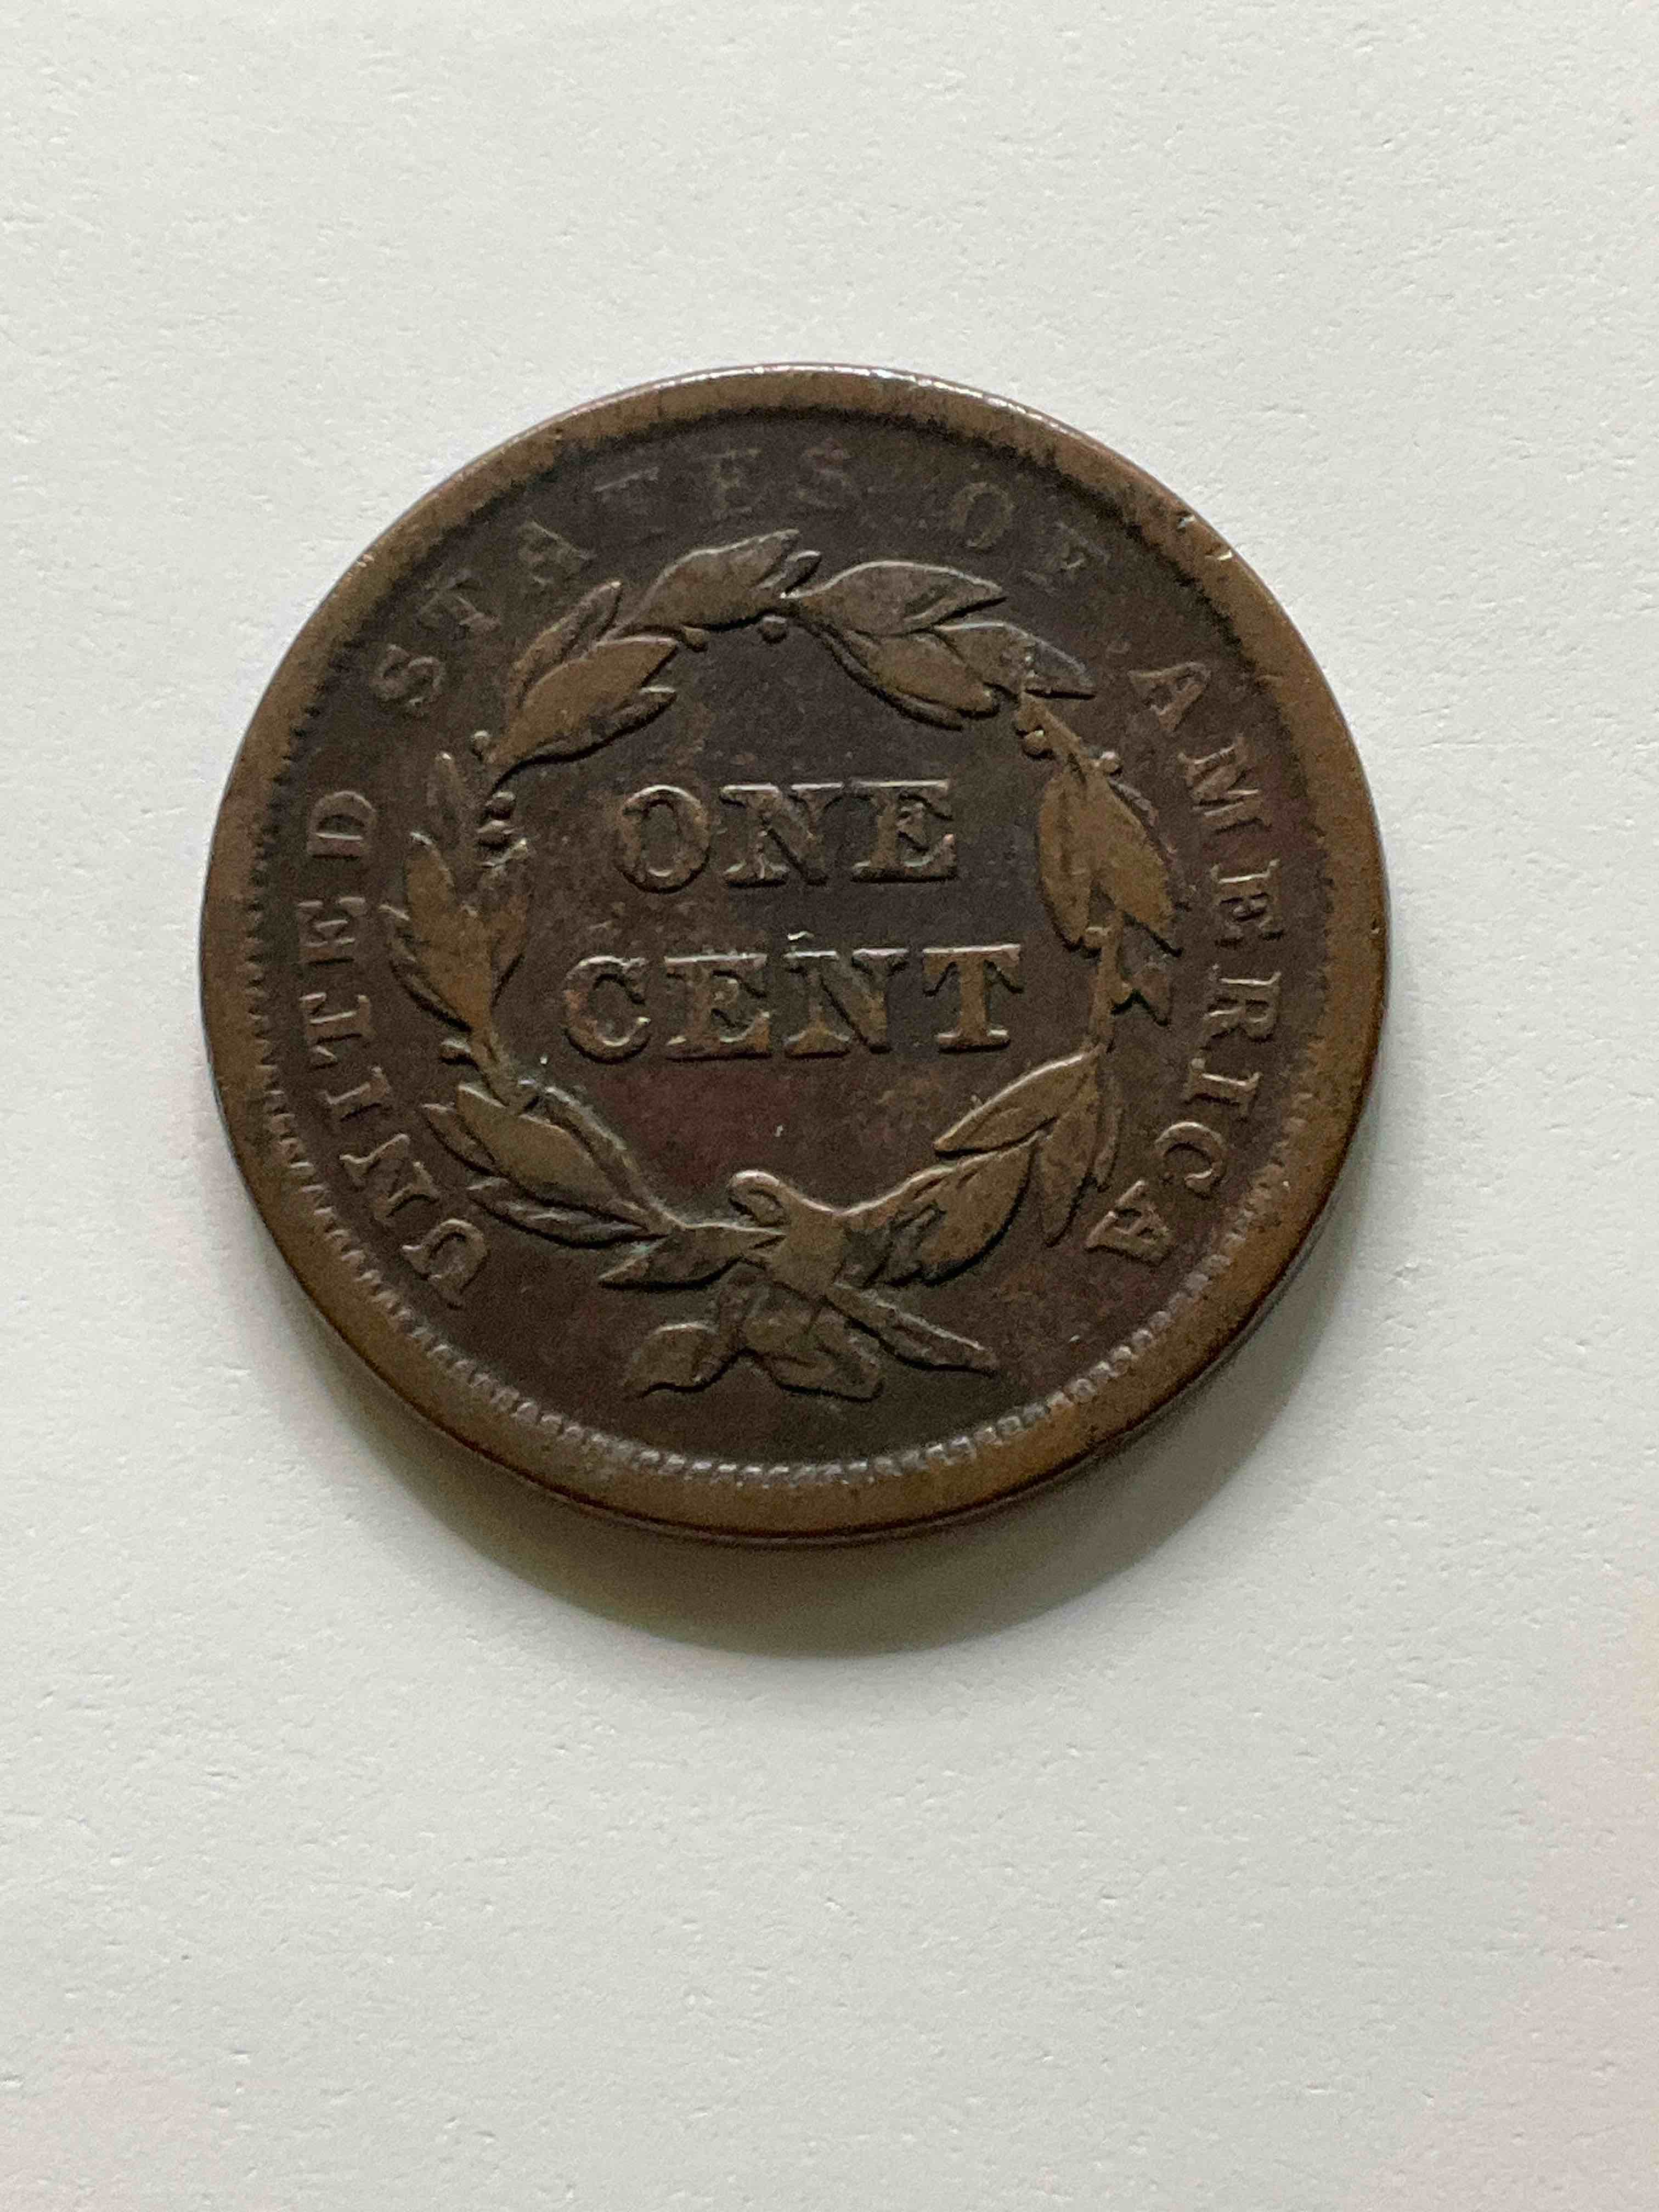 UNITED STATES OF AMERICA
ONE
CENT